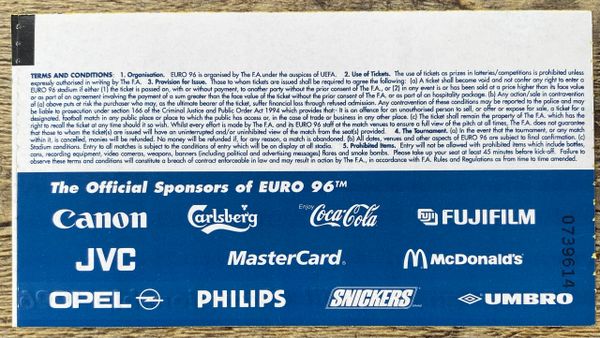 TERMS AND CONDITIONS: 1. Organisation. EURO 96 is organised by The F.A. under the auspices of UEFA. 2. Use of Tickets. The use of tickets as prizes in lotteries/competitions is prohibited unless
expressly authorised in writing by The F.A. 3. Provision for Issue. Those to whom tickets are issued shall be required to agree the following: (a) A ticket shall become void and not confer any right to enter a
EURO 96 stadium if either (1) the ticket is passed on, with or without payment, to another party without the prior consent of The F.A., or (2) in any event is or has been sold at a price higher than its face value
or as part of an agreement involving the payment of a sum greater than the face value of the ticket without the prior consent of The F.A. or as part of a hospitality package. (b) Any action/sale in contravention
of (a) above puts at risk the purchaser who may, as the ultimate bearer of the ticket, suffer financial loss through refused admission. Any contravention of these conditions may be reported to the police and may
be liable to prosecution under section 166 of the Criminal Justice and Public Order Act 1994 which provides that:- It is an offence for an unauthorised person to sell, or offer or expose for sale, a ticket for a
designated, football match in any public place or place to which the public has access or, in the case of trade or business in any other place. (c) The ticket shall remain the property of The F.A. which has the
right to recall the ticket at any time should it so wish. Whilst every effort is made by The F.A. and EURO 96 staff at the match venues to ensure a full view of the pitch at all times, The F.A. does not guarantee
that those to whom the ticket(s) are issued will have an uninterrupted and/or uninhibited view of the match from the seat(s) provided. 4. The Tournament. (a) In the event that the tournament, or any match
within it, is cancelled, movies will be refunded. No money will be refunded if, for any reason, a match is abandoned. (b) All dates, venues and all other aspects of EURO 96 are subject to final confirmation. (c)
Stadium conditions. Entry to all matches is subject to the conditions of entry which will be on display at all stadia. 5. Prohibited Items. Entry will not be allowed with prohibited items which include bottles,
cans, recording equipment, video cameras, weapons, banners (including political and advertising messages) flares and smoke bombs. Please take up your seat at least 45 minutes before kick-off. Failure to
observe these terms and conditions will constitute a breach of contract enforceable in law and may result in action by The F.A., in accordance with F.A. Rules and Regulations as from time to time amended.
The Official Sponsors of EURO 96™
Canon Carlsberg Enjoy Coca-Cola FUJI FUJIFILM
JVC MasterCard® McDonald's
OPEL PHILIPS SNICKERS UMBRO
0739614